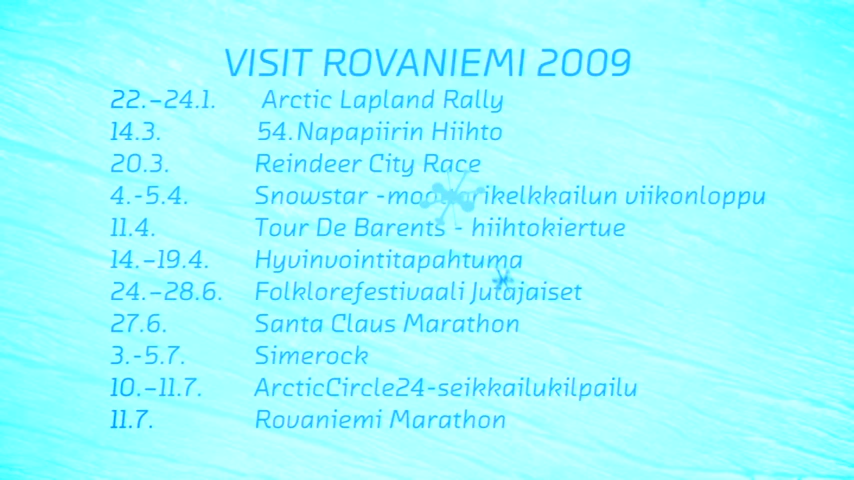 VISIT ROVANIEMI 2009
22.–24.1. Arctic Lapland Rally
14.3. 54.Napapiirin Hiihto
20.3. Reindeer City Race
4.-5.4. Snowstar -moottorikelkkailun viikonloppu
11.4. Tour De Barents - hiihtokiertue
14.–19.4. Hyvinvointitapahtuma
24.–28.6. Folklorefestivaali Jutajaiset
27.6. Santa Claus Marathon
3.-5.7. Simerock
10.–11.7. ArcticCircle24-seikkailukilpailu
11.7. Rovaniemi Marathon